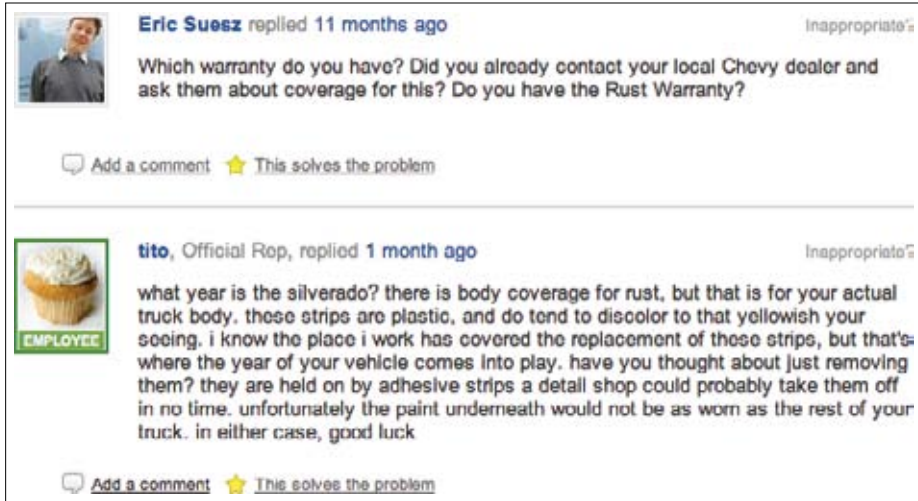 Eric Suesz replied 11 months ago
Inappropriate?
Which warranty do you have? Did you already contact your local Chevy dealer and
ask them about coverage for this? Do you have the Rust Warranty?
Add a comment This solves the problem
tito, Official Rep, replied 1 month ago
Inappropriate?
EMPLOYEE
what year is the silverado? there is body coverage for rust, but that is for your actual
truck body. these strips are plastic, and do tend to discolor to that yellowish your
seeing. i know the place i work has covered the replacement of these strips, but that's
where the year of your vehicle comes into play. have you thought about just removing
them? they are held on by adhesive strips a detail shop could probably take them off
in no time. unfortunately the paint underneath would not be as worn as the rest of your
truck. in either case, good luck
Add a comment This solves the problem